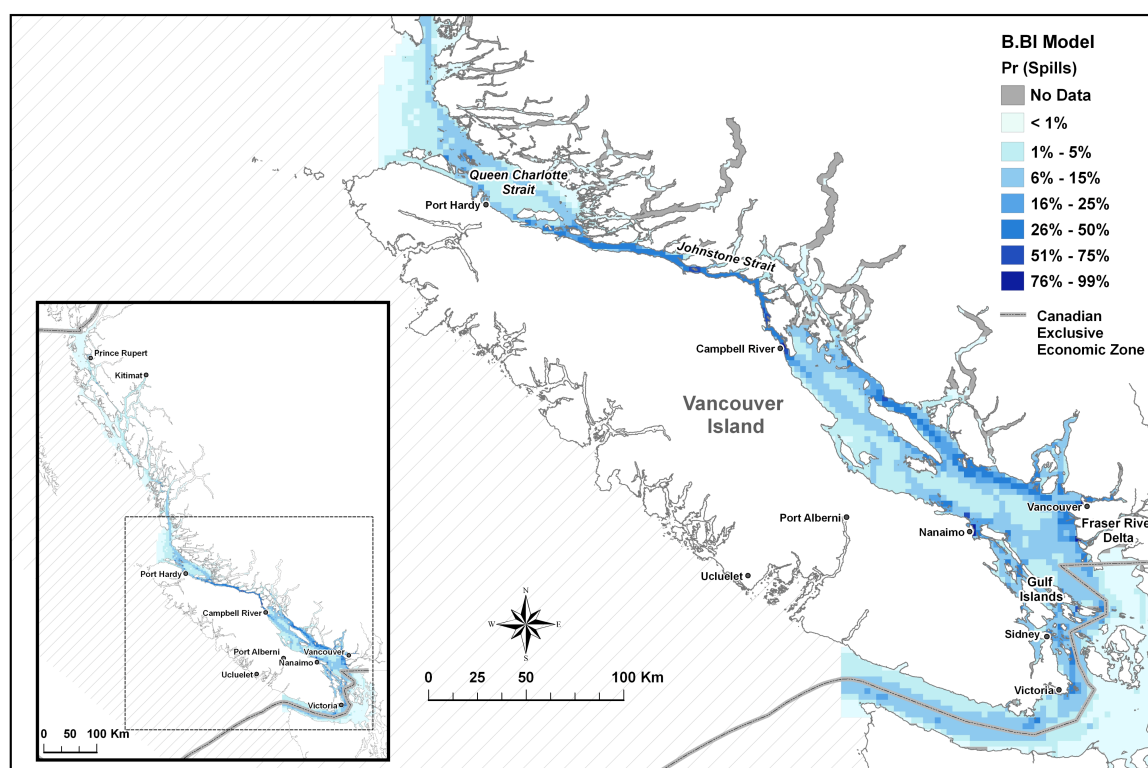 B.BI Model
Pr (Spills)
No Data
< 1%
1% - 5%
6% - 15%
16% - 25%
26% - 50%
51% - 75%
76% - 99%
Canadian
Exclusive
Economic Zone
Queen Charlotte
Strait
Port Hardy
Johnstone Strait
Campbell River
Vancouver
Island
Port Alberni
Ucluelet
Nanaimo
Vancouver
Fraser Rive
Delta
Gulf
Islands
Sidney
Victoria
N
W
E
S
0 25 50 100 Km
Prince Rupert
Kitimat
Port Hardy
Campbell River
Port Alberni
Vancouver
Nanaimo
Ucluelet
Victoria
0 50 100 Km